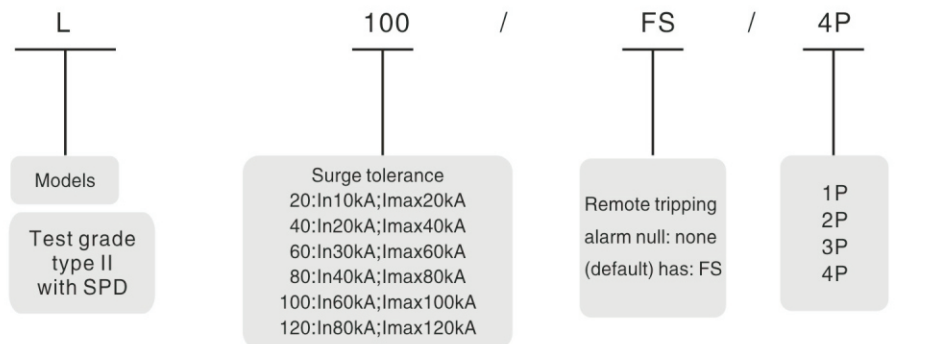 L 100 / FS / 4P
Models
Test grade
type II
with SPD
Surge tolerance
20:In10kA;Imax20kA
40:In20kA;Imax40kA
60:In30kA;Imax60kA
80:In40kA;Imax80kA
100:In60kA;Imax100kA
120:In80kA;Imax120kA
Remote tripping
alarm null: none
(default) has: FS
1P
2P
3P
4P